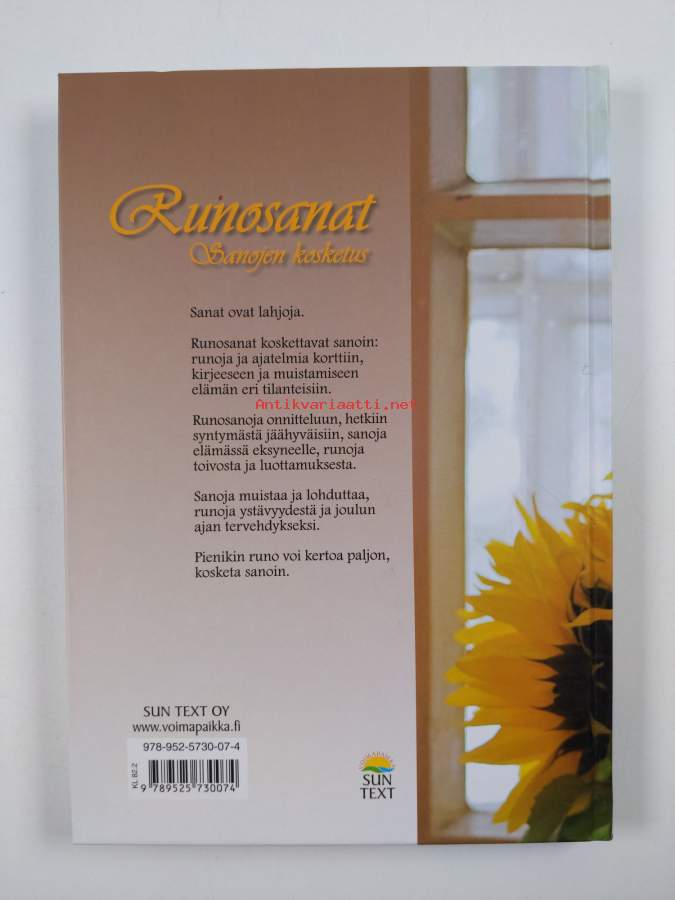 Runosanat
Sanojen kosketus
Sanat ovat lahjoja.
Runosanat koskettavat sanoin:
runoja ja ajatelmia korttiin,
kirjeeseen ja muistamiseen
elämän eri tilanteisiin.
Antikvariaatti.net
Runosanoja onnitteluun, hetkiin
syntymästä jäähyväisiin, sanoja
elämässä eksyneelle, runoja
toivosta ja luottamuksesta.
Sanoja muistaa ja lohduttaa,
runoja ystävyydestä ja joulun
ajan tervehdykseksi.
Pienikin runo voi kertoa paljon,
kosketa sanoin.
SUN TEXT OY
www.voimapaikka.fi
978-952-5730-07-4
KL 82.2
9 789525 730074
VOIMAPAIKKA
SUN
TEXT